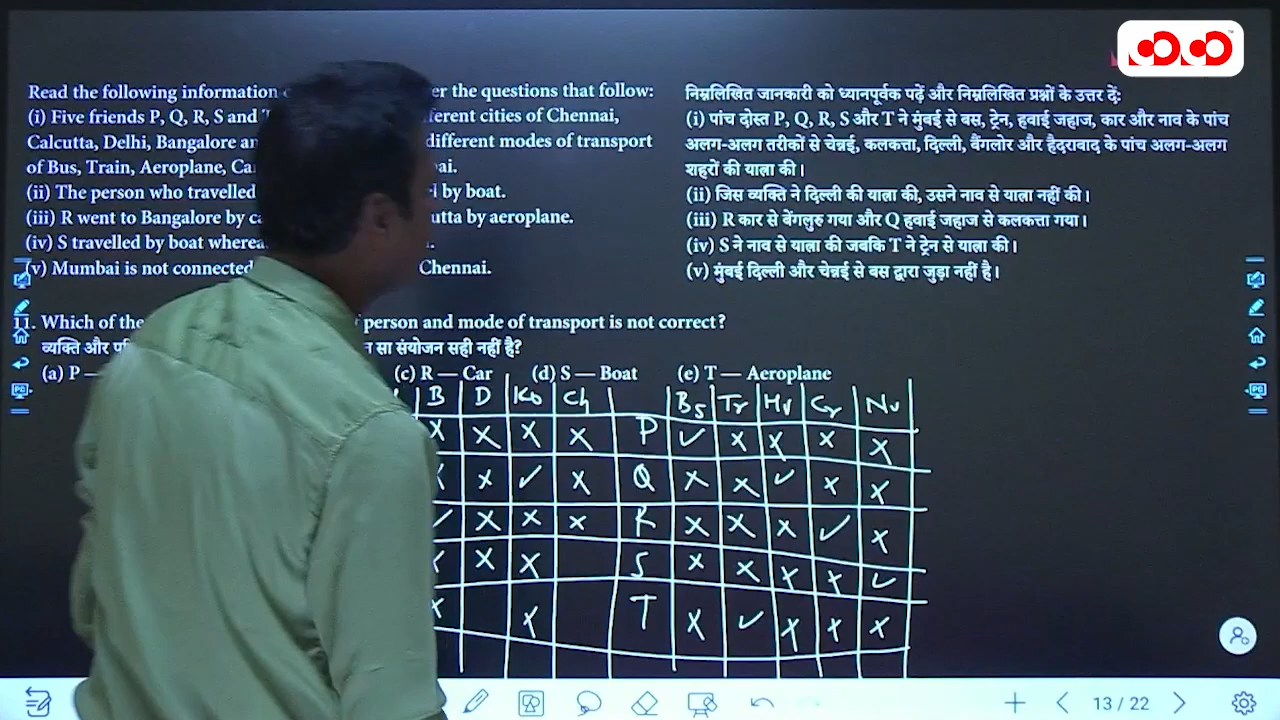 Read the following information
er the questions that follow:
(i) Five friends P, Q, R, S and T
ferent cities of Chennai,
Calcutta, Delhi, Bangalore an
different modes of transport
of Bus, Train, Aeroplane, Ca
bai.
(ii) The person who travelled
el by boat.
(iii) R went to Bangalore by ca
utta by aeroplane.
(iv) S travelled by boat wherea
(v) Mumbai is not connected
Chennai.
निम्नलिखित जानकारी को ध्यानपूर्वक पढ़ें और निम्नलिखित प्रश्नों के उत्तर दें:
(i) पांच दोस्त P, Q, R, S और T ने मुंबई से बस, ट्रेन, हवाई जहाज, कार और नाव के पांच
अलग-अलग तरीकों से चेन्नई, कलकत्ता, दिल्ली, बैंगलोर और हैदराबाद के पांच अलग-अलग
शहरों की यात्रा की।
(ii) जिस व्यक्ति ने दिल्ली की यात्रा की, उसने नाव से यात्रा नहीं की।
(iii) R कार से बेंगलुरु गया और Q हवाई जहाज से कलकत्ता गया।
(iv) S ने नाव से यात्रा की जबकि T ने ट्रेन से यात्रा की।
(v) मुंबई दिल्ली और चेन्नई से बस द्वारा जुड़ा नहीं है।
11. Which of the
person and mode of transport is not correct?
व्यक्ति और
सा संयोजन सही नहीं है?
(a) P —
(c) R — Car (d) S — Boat (e) T — Aeroplane
B D Ko Ch Bs Tr Hv Cr Nv
x x x x P ✓ x x x x
x x ✓ x Q x x ✓ x x
✓ x x x R x x x ✓ x
x x x S x x x x ✓
x x T x ✓ x x x
13 / 22